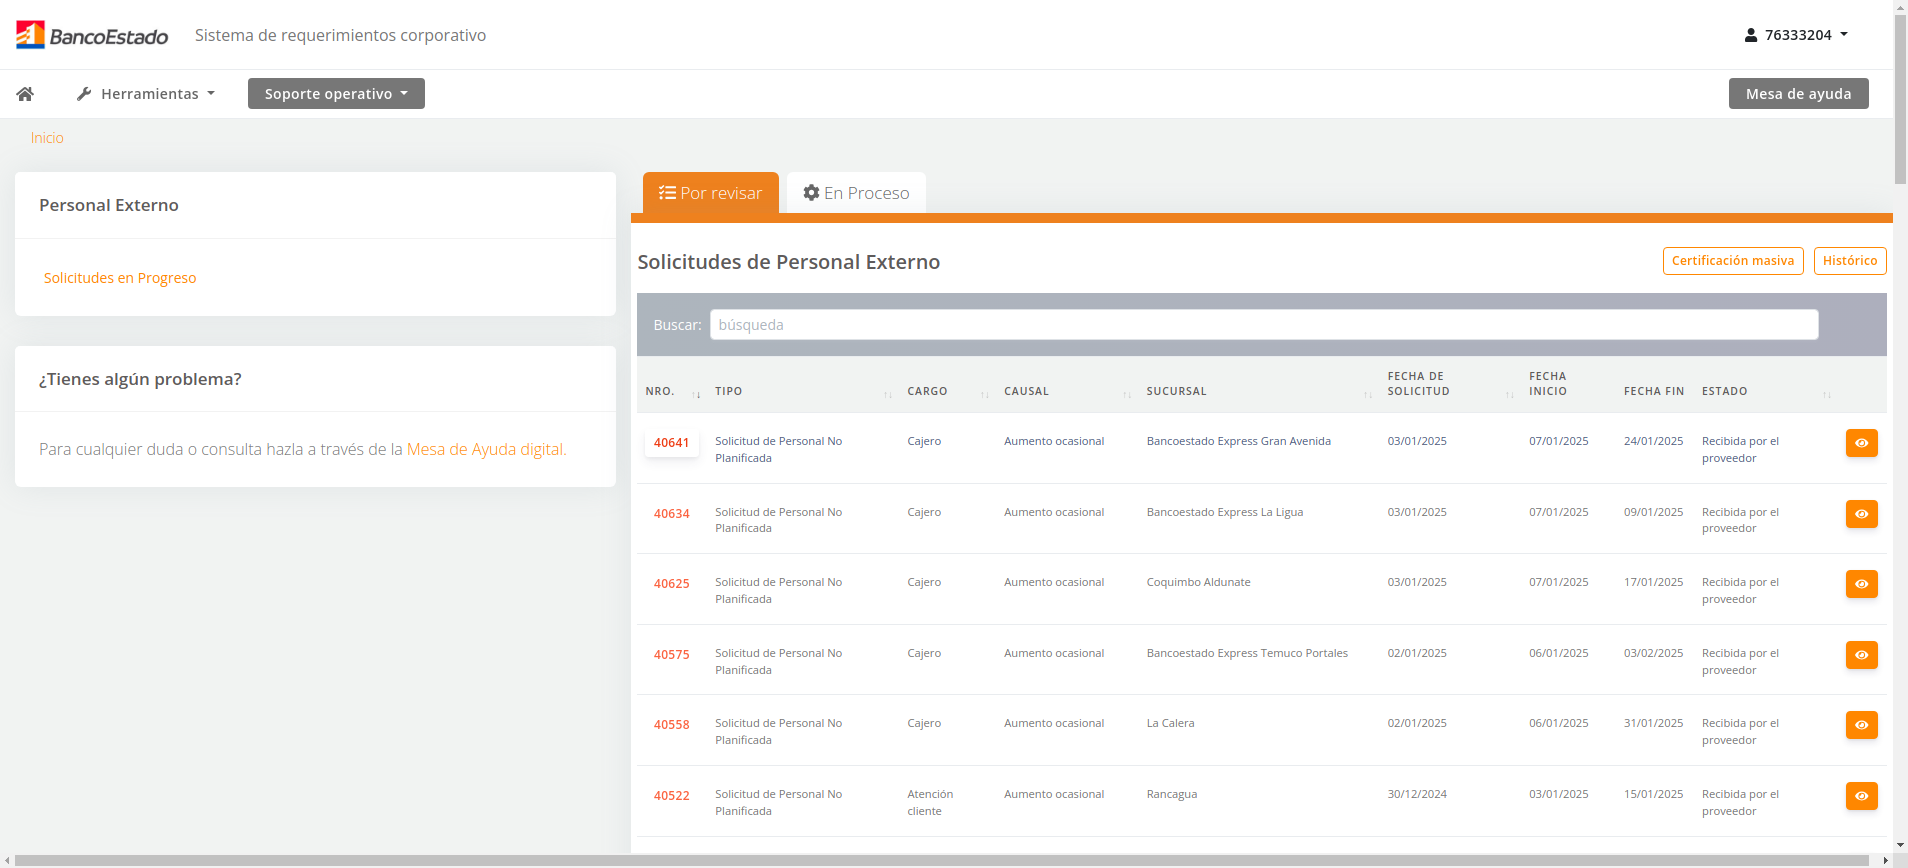 BancoEstado Sistema de requerimientos corporativo 76333204
Herramientas Soporte operativo Mesa de ayuda
Inicio
Personal Externo
Solicitudes en Progreso
¿Tienes algún problema?
Para cualquier duda o consulta hazla a través de la Mesa de Ayuda digital.
Por revisar En Proceso
Solicitudes de Personal Externo Certificación masiva Histórico
Buscar: búsqueda
NRO. TIPO CARGO CAUSAL SUCURSAL FECHA DE SOLICITUD FECHA INICIO FECHA FIN ESTADO
40641 Solicitud de Personal No Planificada Cajero Aumento ocasional Bancoestado Express Gran Avenida 03/01/2025 07/01/2025 24/01/2025 Recibida por el proveedor
40634 Solicitud de Personal No Planificada Cajero Aumento ocasional Bancoestado Express La Ligua 03/01/2025 07/01/2025 09/01/2025 Recibida por el proveedor
40625 Solicitud de Personal No Planificada Cajero Aumento ocasional Coquimbo Aldunate 03/01/2025 07/01/2025 17/01/2025 Recibida por el proveedor
40575 Solicitud de Personal No Planificada Cajero Aumento ocasional Bancoestado Express Temuco Portales 02/01/2025 06/01/2025 03/02/2025 Recibida por el proveedor
40558 Solicitud de Personal No Planificada Cajero Aumento ocasional La Calera 02/01/2025 06/01/2025 31/01/2025 Recibida por el proveedor
40522 Solicitud de Personal No Planificada Atención cliente Aumento ocasional Rancagua 30/12/2024 03/01/2025 15/01/2025 Recibida por el proveedor